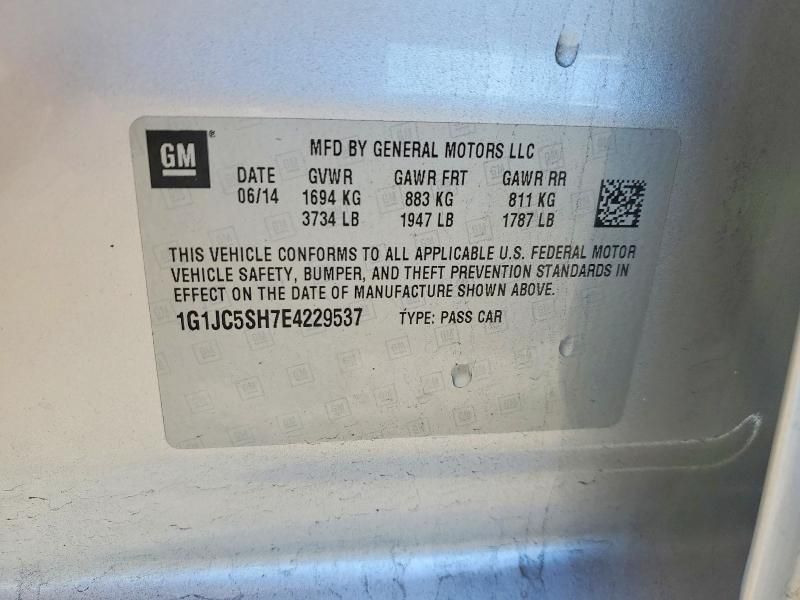 GM®
MFD BY GENERAL MOTORS LLC
DATE GVWR GAWR FRT GAWR RR
06/14 1694 KG 883 KG 811 KG
3734 LB 1947 LB 1787 LB
THIS VEHICLE CONFORMS TO ALL APPLICABLE U.S. FEDERAL MOTOR
VEHICLE SAFETY, BUMPER, AND THEFT PREVENTION STANDARDS IN
EFFECT ON THE DATE OF MANUFACTURE SHOWN ABOVE.
1G1JC5SH7E4229537 TYPE: PASS CAR